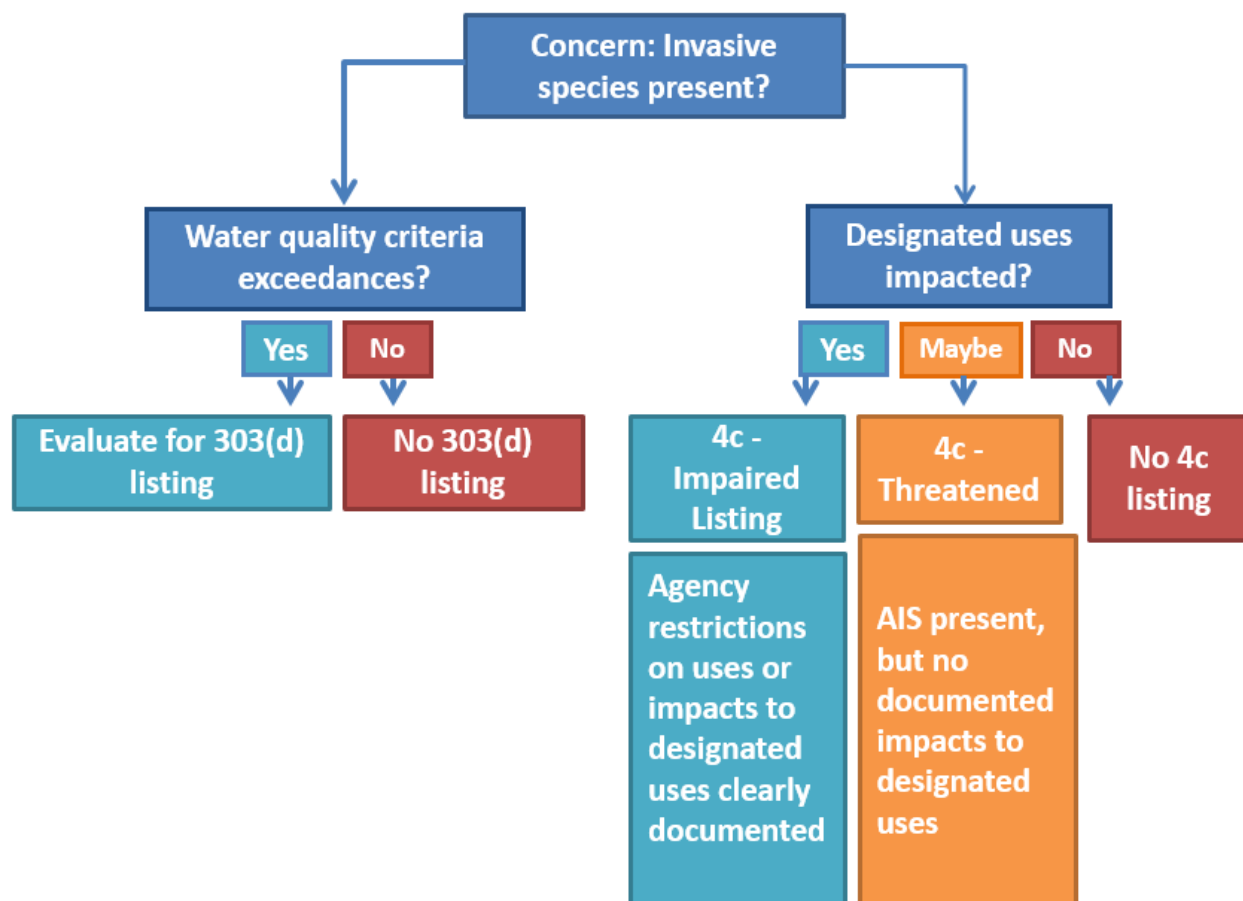 Concern: Invasive
species present?
Water quality criteria
exceedances?
Designated uses
impacted?
Yes
No
Yes
Maybe
No
Evaluate for 303(d)
listing
No 303(d)
listing
4c -
Impaired
Listing
4c -
Threatened
No 4c
listing
Agency
restrictions
on uses or
impacts to
designated
uses clearly
documented
AIS present,
but no
documented
impacts to
designated
uses